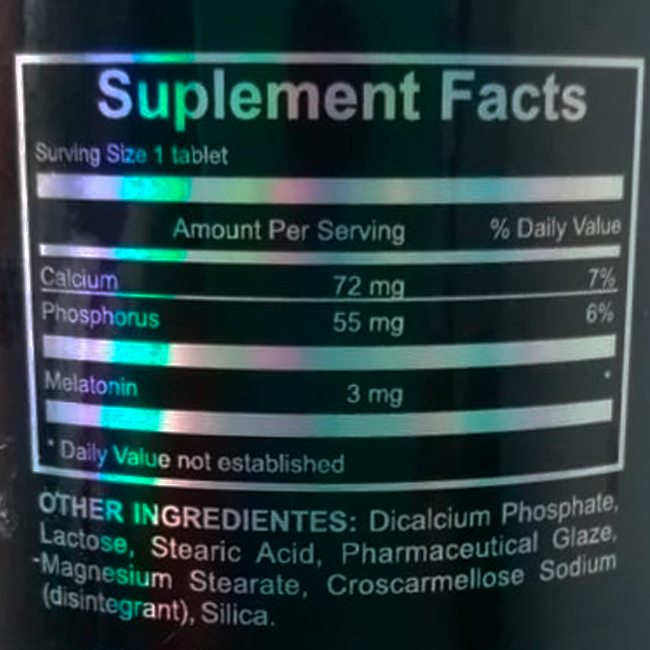 Suplement Facts
Surving Size 1 tablet
Amount Per Serving % Daily Value
Calcium 72 mg 7%
Phosphorus 55 mg 6%
Melatonin 3 mg *
* Daily Value not established
OTHER INGREDIENTES: Dicalcium Phosphate,
Lactose, Stearic Acid, Pharmaceutical Glaze,
-Magnesium Stearate, Croscarmellose Sodium
(disintegrant), Silica.